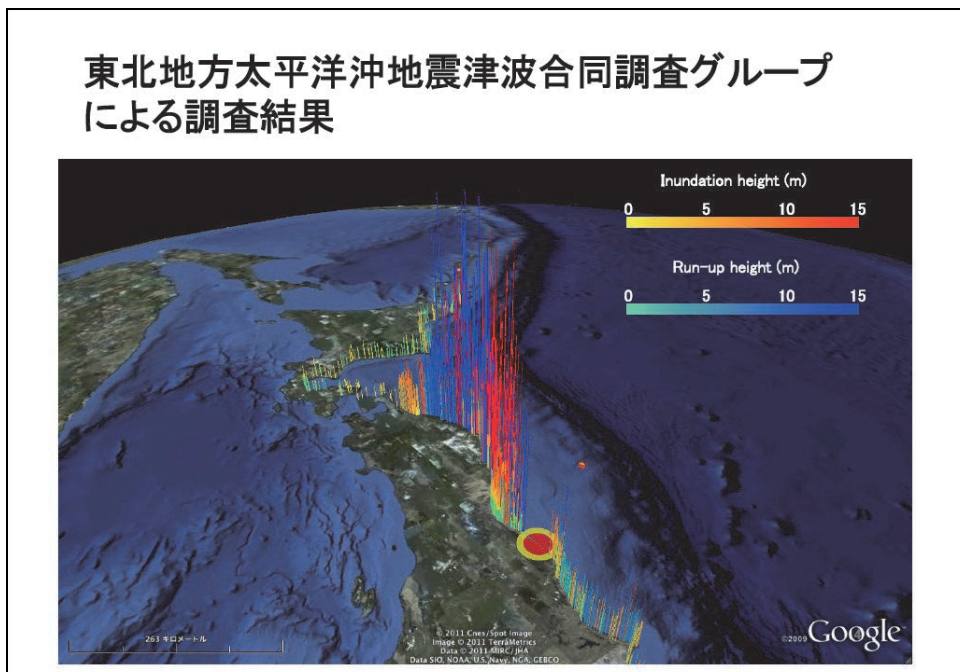 東北地方太平洋沖地震津波合同調査グループ
による調査結果
Inundation height (m)
0 5 10 15
Run-up height (m)
0 5 10 15
263 キロメートル
© 2011 Cnes/Spot Image
Image © 2011 TerraMetrics
Data © 2011 MIRC/JHA
Data SIO, NOAA, U.S. Navy, NGA, GEBCO
©2009 Google